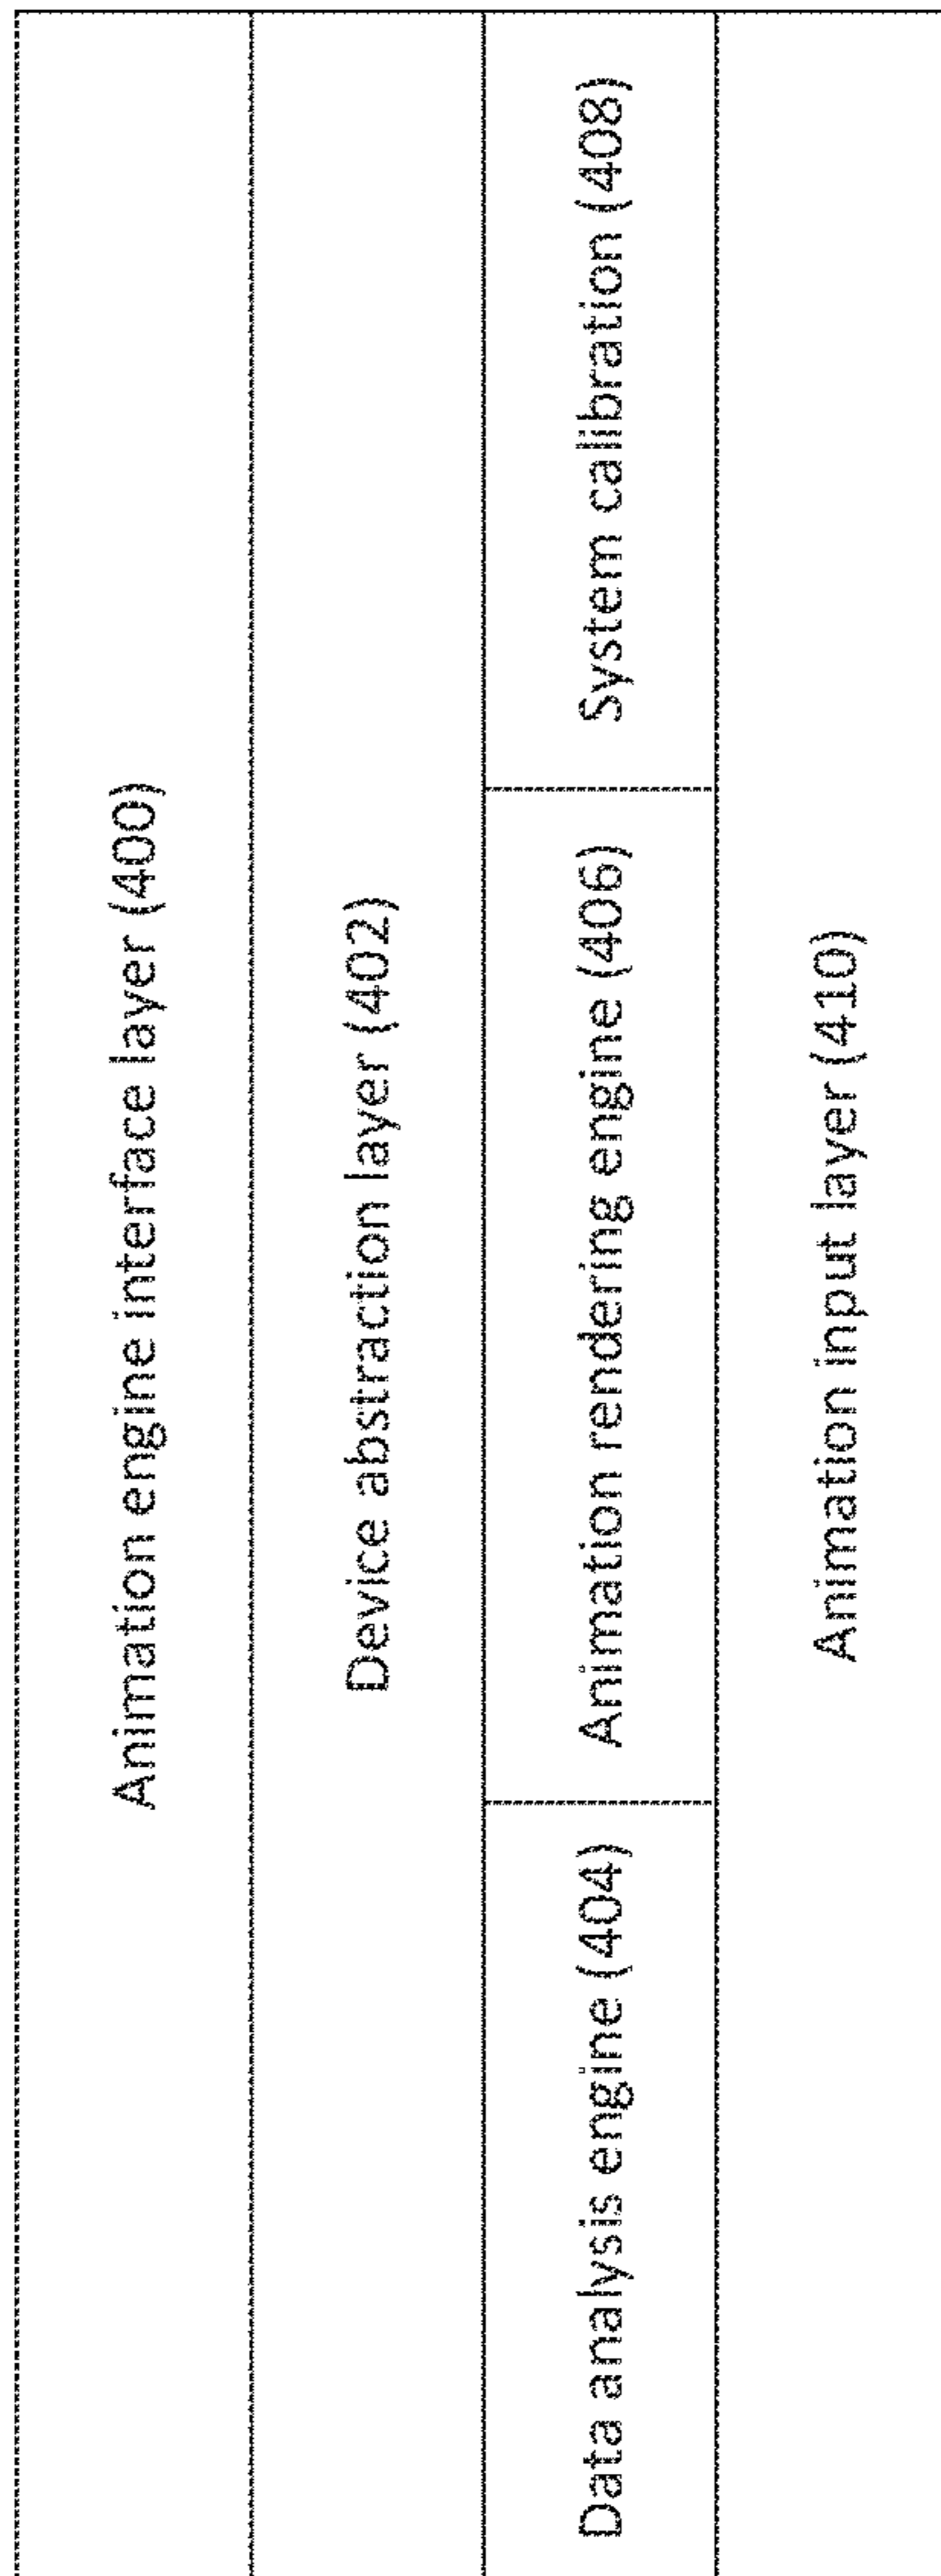 Animation engine interface layer (400)
Device abstraction layer (402)
Data analysis engine (404)
Animation rendering engine (406)
System calibration (408)
Animation input layer (410)